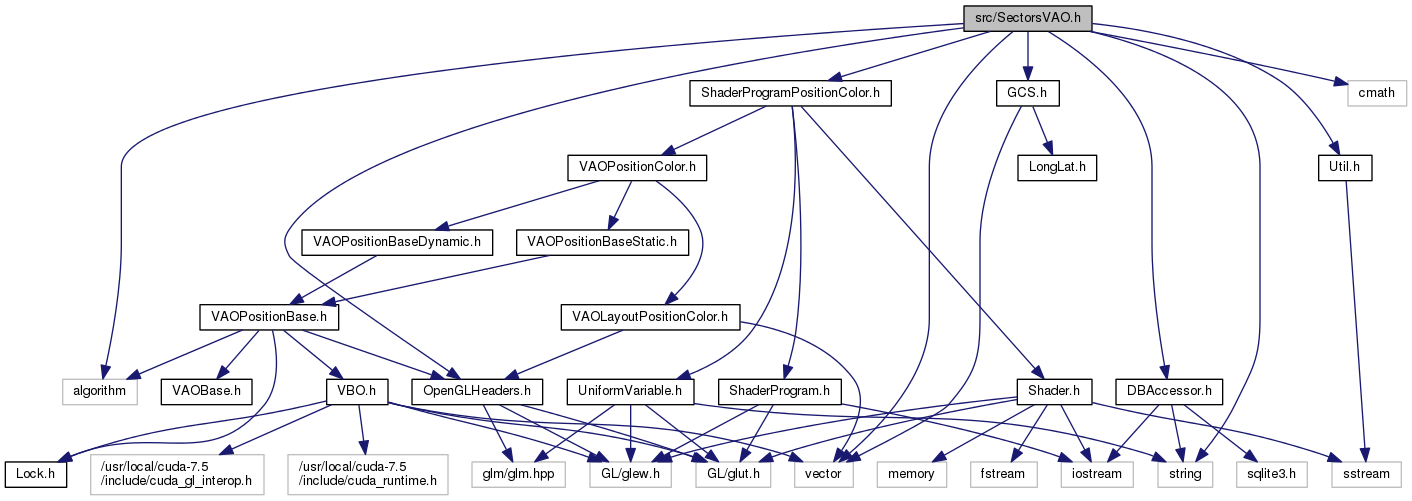 src/SectorsVAO.h
ShaderProgramPositionColor.h
GCS.h
cmath
VAOPositionColor.h
LongLat.h
Util.h
VAOPositionBaseDynamic.h
VAOPositionBaseStatic.h
VAOPositionBase.h
VAOLayoutPositionColor.h
algorithm
VAOBase.h
VBO.h
OpenGLHeaders.h
UniformVariable.h
ShaderProgram.h
Shader.h
DBAccessor.h
Lock.h
/usr/local/cuda-7.5
/include/cuda_gl_interop.h
/usr/local/cuda-7.5
/include/cuda_runtime.h
glm/glm.hpp
GL/glew.h
GL/glut.h
vector
memory
fstream
iostream
string
sqlite3.h
sstream